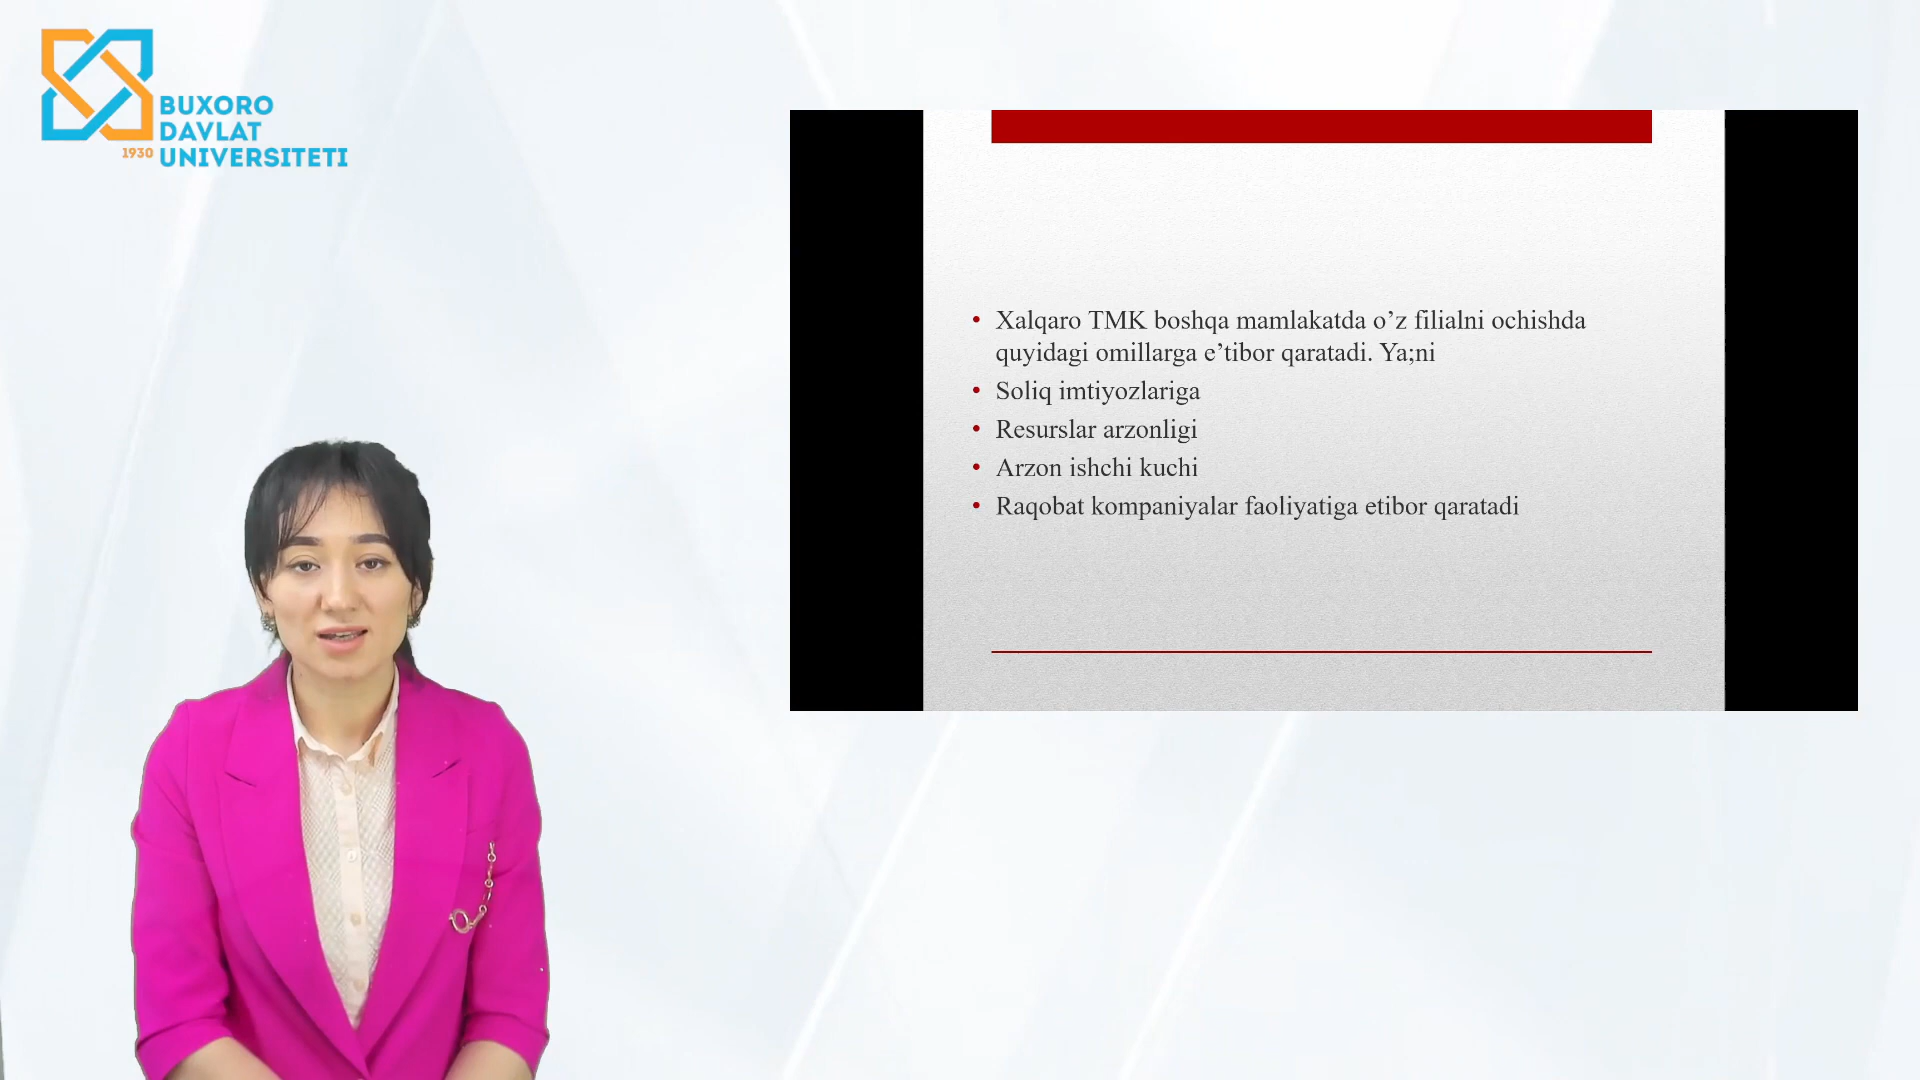 BUXORO
DAVLAT
1930 UNIVERSITETI
• Xalqaro TMK boshqa mamlakatda o’z filialni ochishda
quyidagi omillarga e’tibor qaratadi. Ya;ni
• Soliq imtiyozlariga
• Resurslar arzonligi
• Arzon ishchi kuchi
• Raqobat kompaniyalar faoliyatiga etibor qaratadi